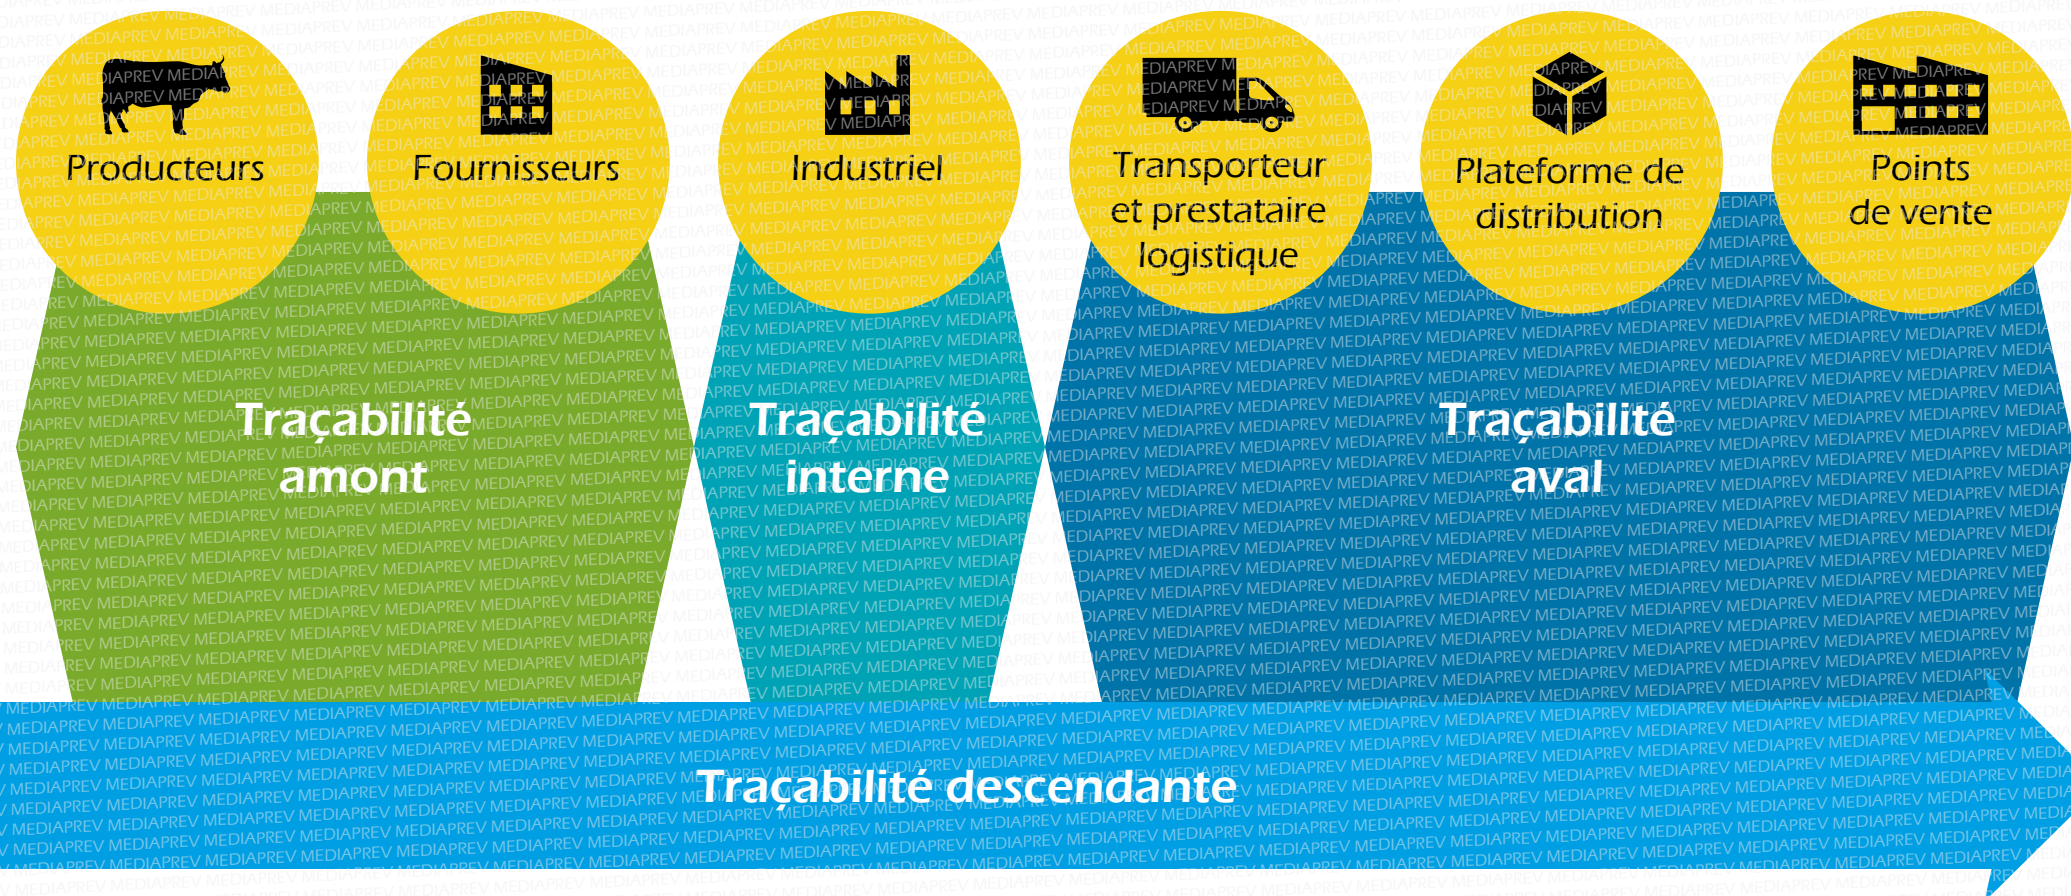 Producteurs
Fournisseurs
Industriel
Transporteur
et prestataire
logistique
Plateforme de
distribution
Points
de vente
Traçabilité
amont
Traçabilité
interne
Traçabilité
aval
Traçabilité descendante
MEDIAPREV